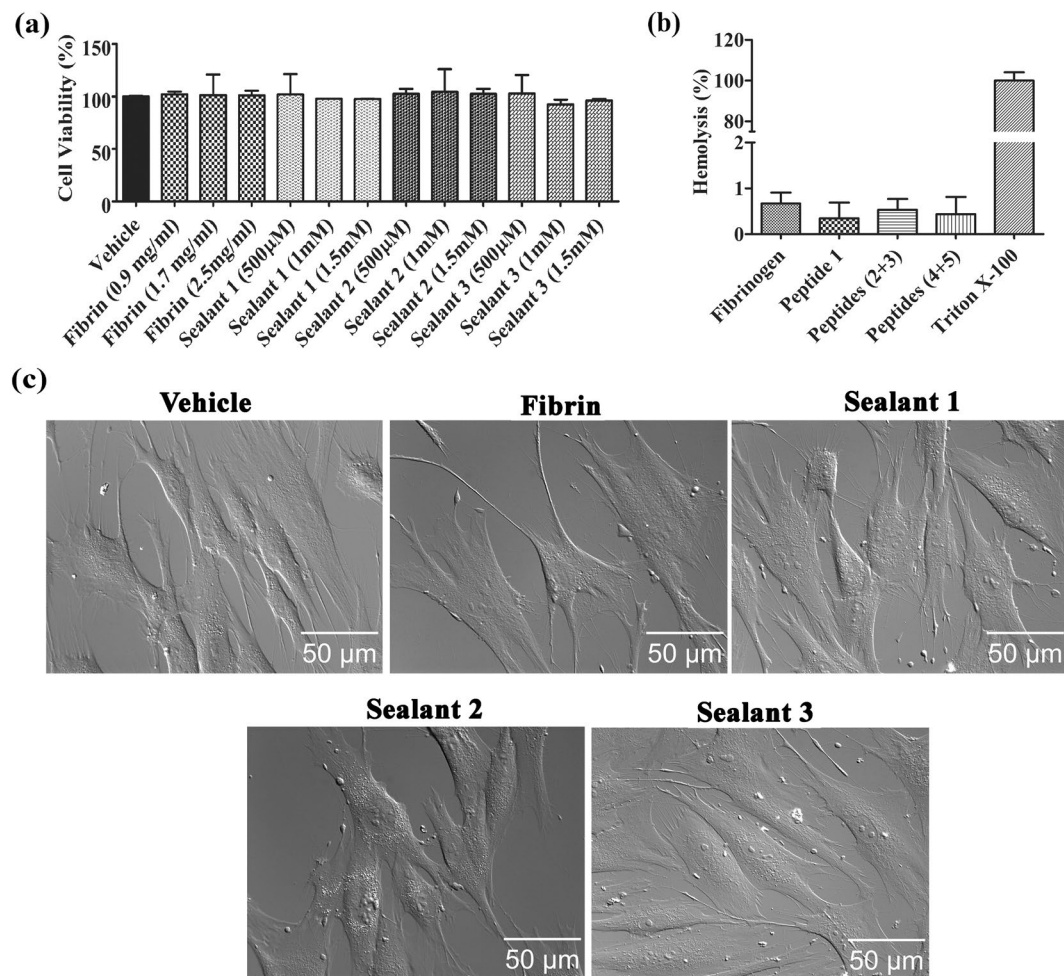 (a)
Cell Viability (%)
150
100
50
0
Vehicle
Fibrin (0.9 mg/ml)
Fibrin (1.7 mg/ml)
Fibrin (2.5mg/ml)
Sealant 1 (500µM)
Sealant 1 (1mM)
Sealant 1 (1.5mM)
Sealant 2 (500µM)
Sealant 2 (1mM)
Sealant 2 (1.5mM)
Sealant 3 (500µM)
Sealant 3 (1mM)
Sealant 3 (1.5mM)
(b)
Hemolysis (%)
120
100
80
2
1
0
Fibrinogen
Peptide 1
Peptides (2+3)
Peptides (4+5)
Triton X-100
(c)
Vehicle
50 µm
Fibrin
50 µm
Sealant 1
50 µm
Sealant 2
50 µm
Sealant 3
50 µm